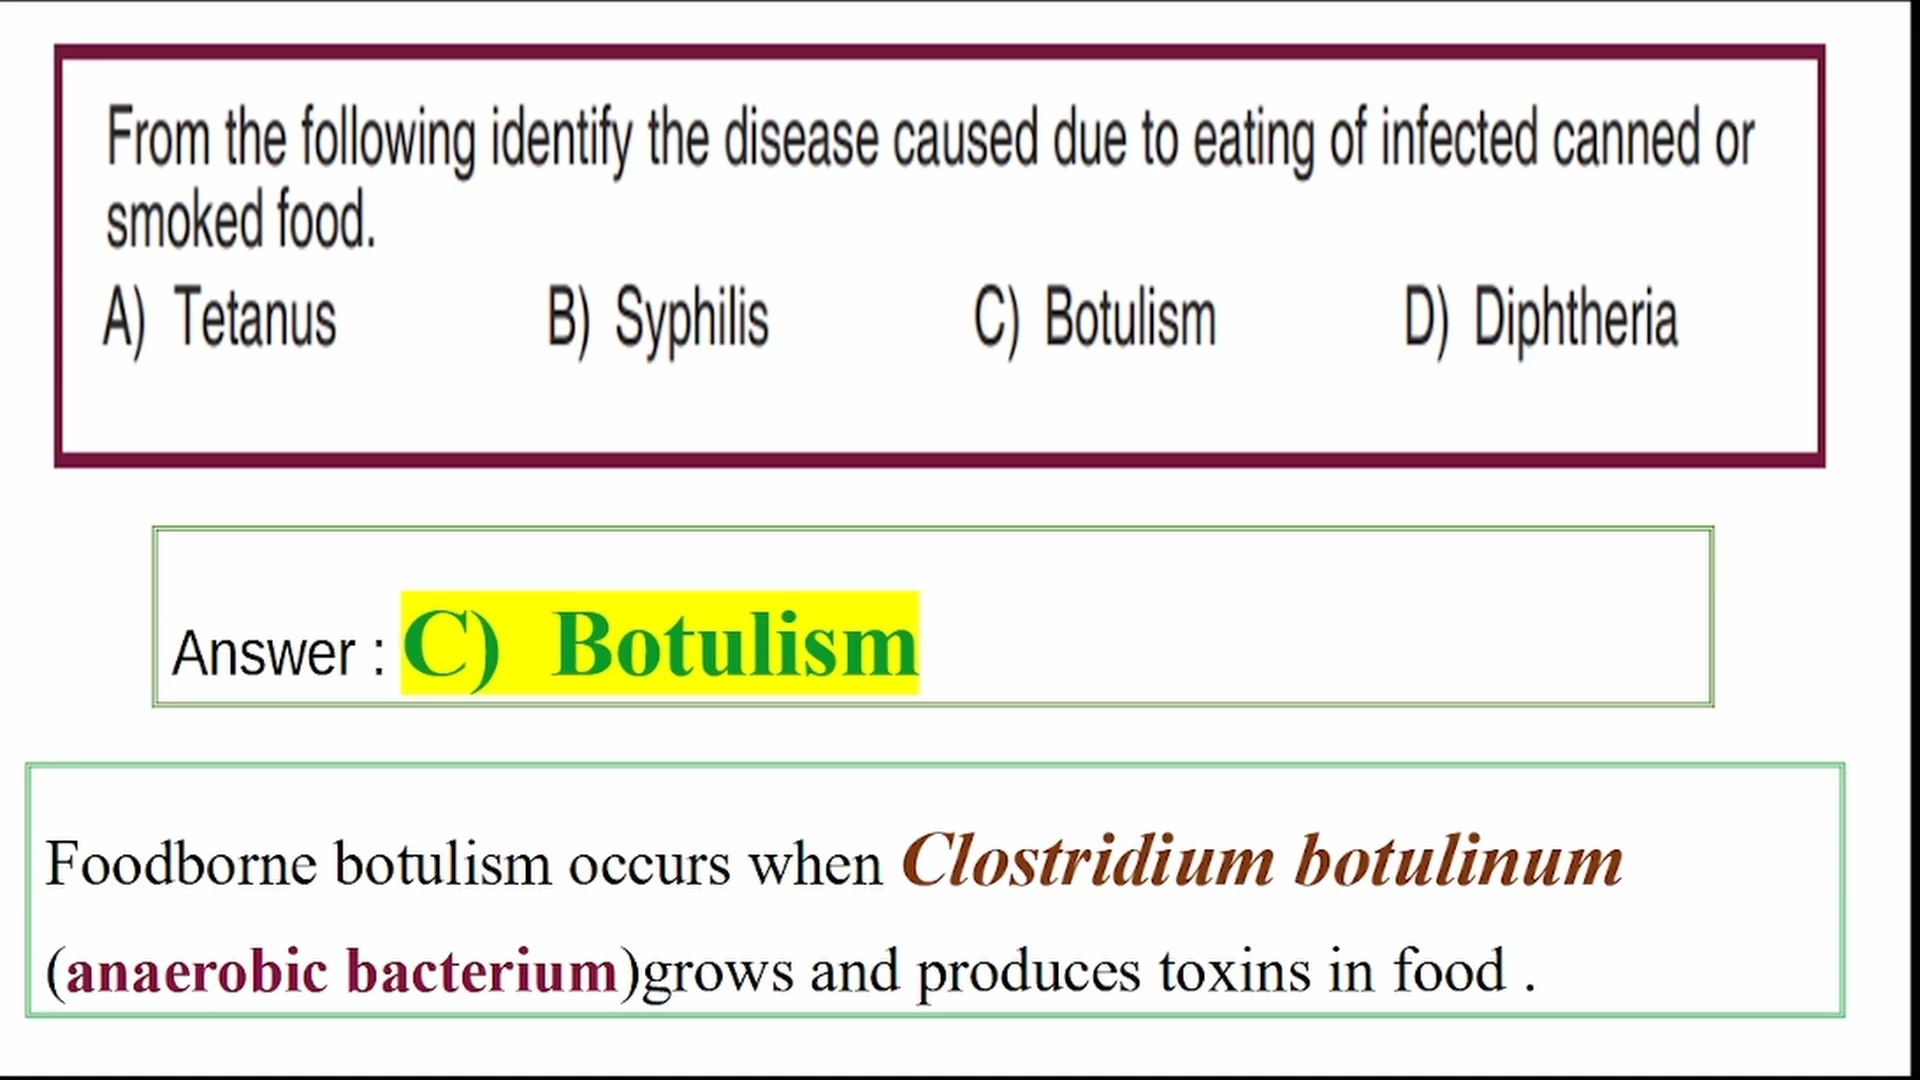 From the following identify the disease caused due to eating of infected canned or
smoked food.
A) Tetanus B) Syphilis C) Botulism D) Diphtheria
Answer : C) Botulism
Foodborne botulism occurs when Clostridium botulinum
(anaerobic bacterium)grows and produces toxins in food .